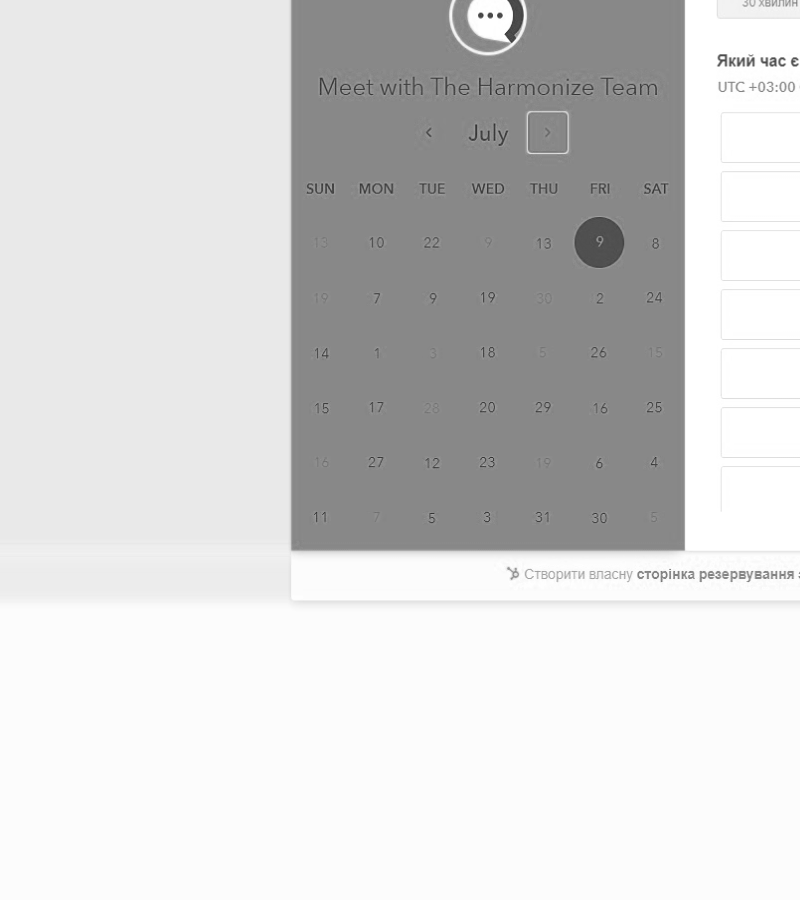 30 хвилин
Meet with The Harmonize Team
Який час є
UTC +03:00
July
SUN MON TUE WED THU FRI SAT
13 10 22 9 13 9 8
19 7 9 19 30 2 24
14 1 3 18 5 26 15
15 17 28 20 29 16 25
16 27 12 23 19 6 4
11 7 5 3 31 30 5
Створити власну сторінка резервування з